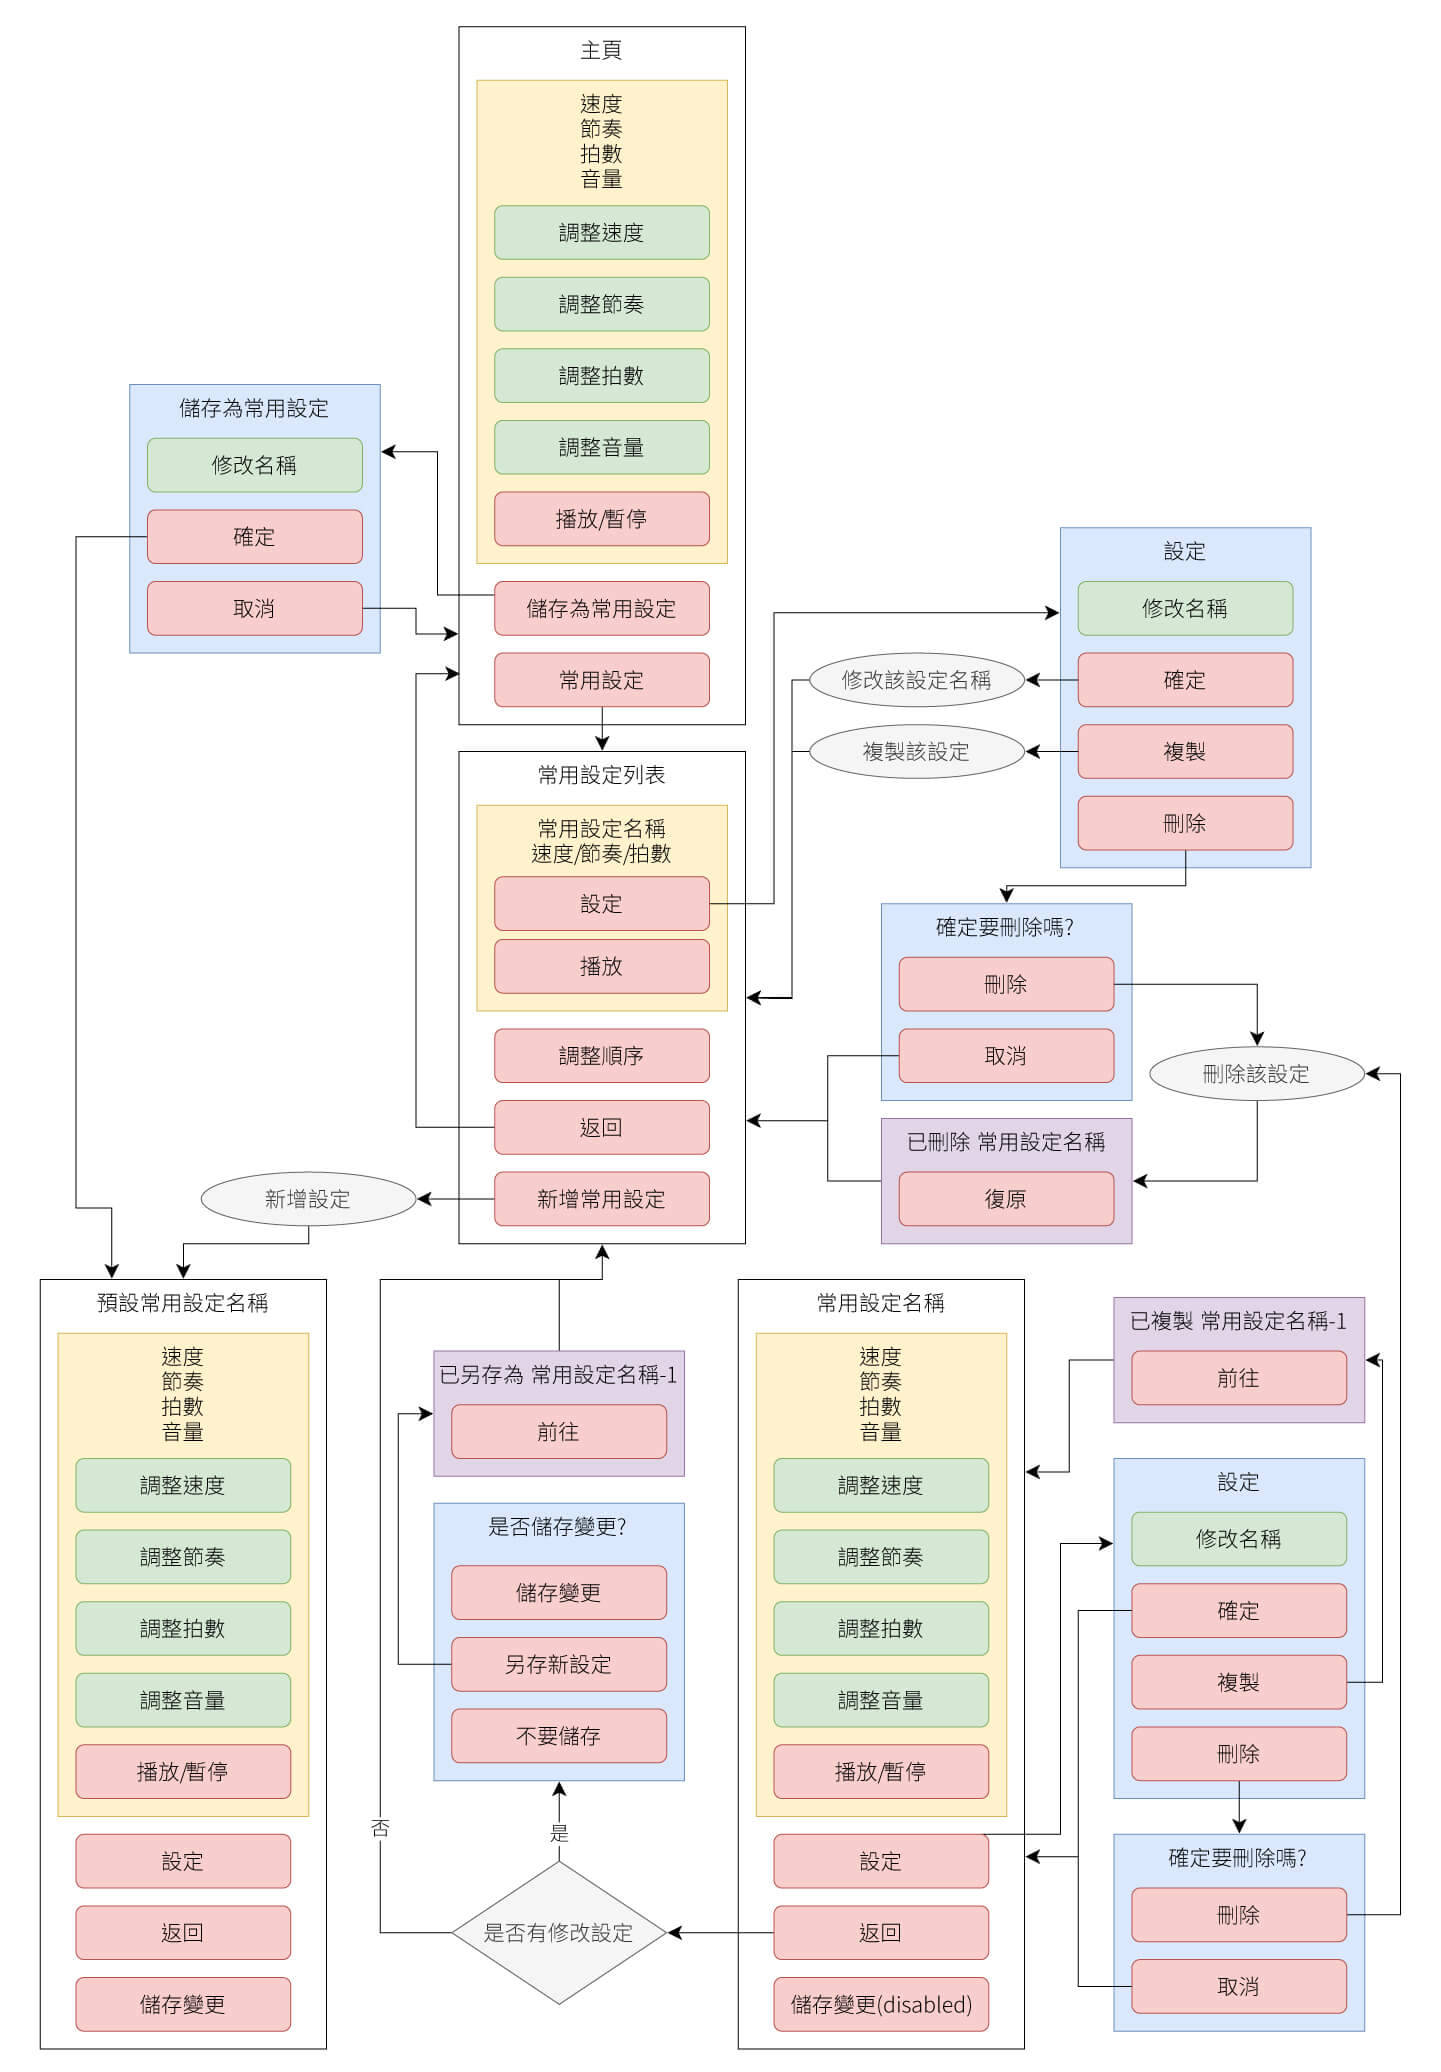 主頁
速度
節奏
拍數
音量
調整速度
調整節奏
調整拍數
調整音量
播放/暫停
儲存為常用設定
常用設定
儲存為常用設定
修改名稱
確定
取消
設定
修改名稱
確定
複製
刪除
修改該設定名稱
複製該設定
常用設定列表
常用設定名稱
速度/節奏/拍數
設定
播放
調整順序
返回
新增常用設定
確定要刪除嗎?
刪除
取消
刪除該設定
已刪除 常用設定名稱
復原
新增設定
預設常用設定名稱
速度
節奏
拍數
音量
調整速度
調整節奏
調整拍數
調整音量
播放/暫停
設定
返回
儲存變更
已另存為 常用設定名稱-1
前往
是否儲存變更?
儲存變更
另存新設定
不要儲存
否
是
是否有修改設定
常用設定名稱
速度
節奏
拍數
音量
調整速度
調整節奏
調整拍數
調整音量
播放/暫停
設定
返回
儲存變更(disabled)
已複製 常用設定名稱-1
前往
設定
修改名稱
確定
複製
刪除
確定要刪除嗎?
刪除
取消